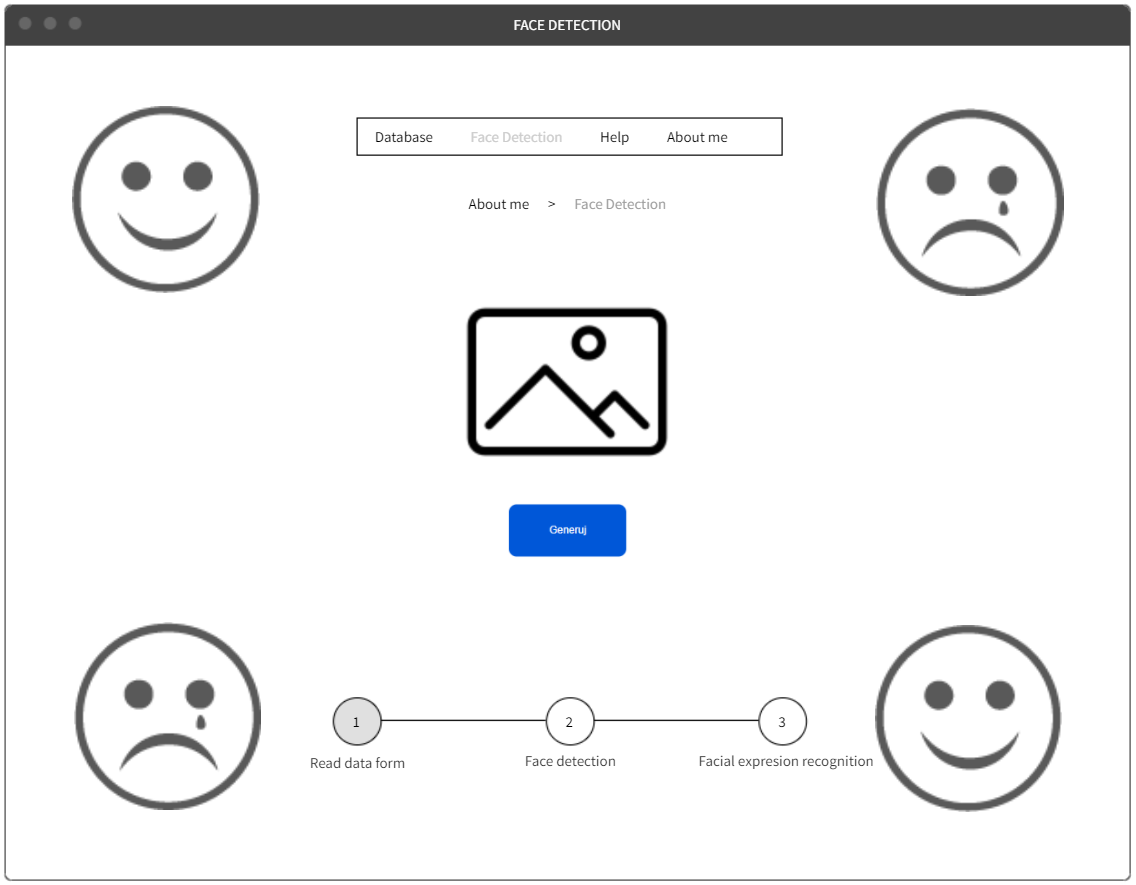 FACE DETECTION
Database Face Detection Help About me
About me > Face Detection
Generuj
1 2 3
Read data form Face detection Facial expresion recognition